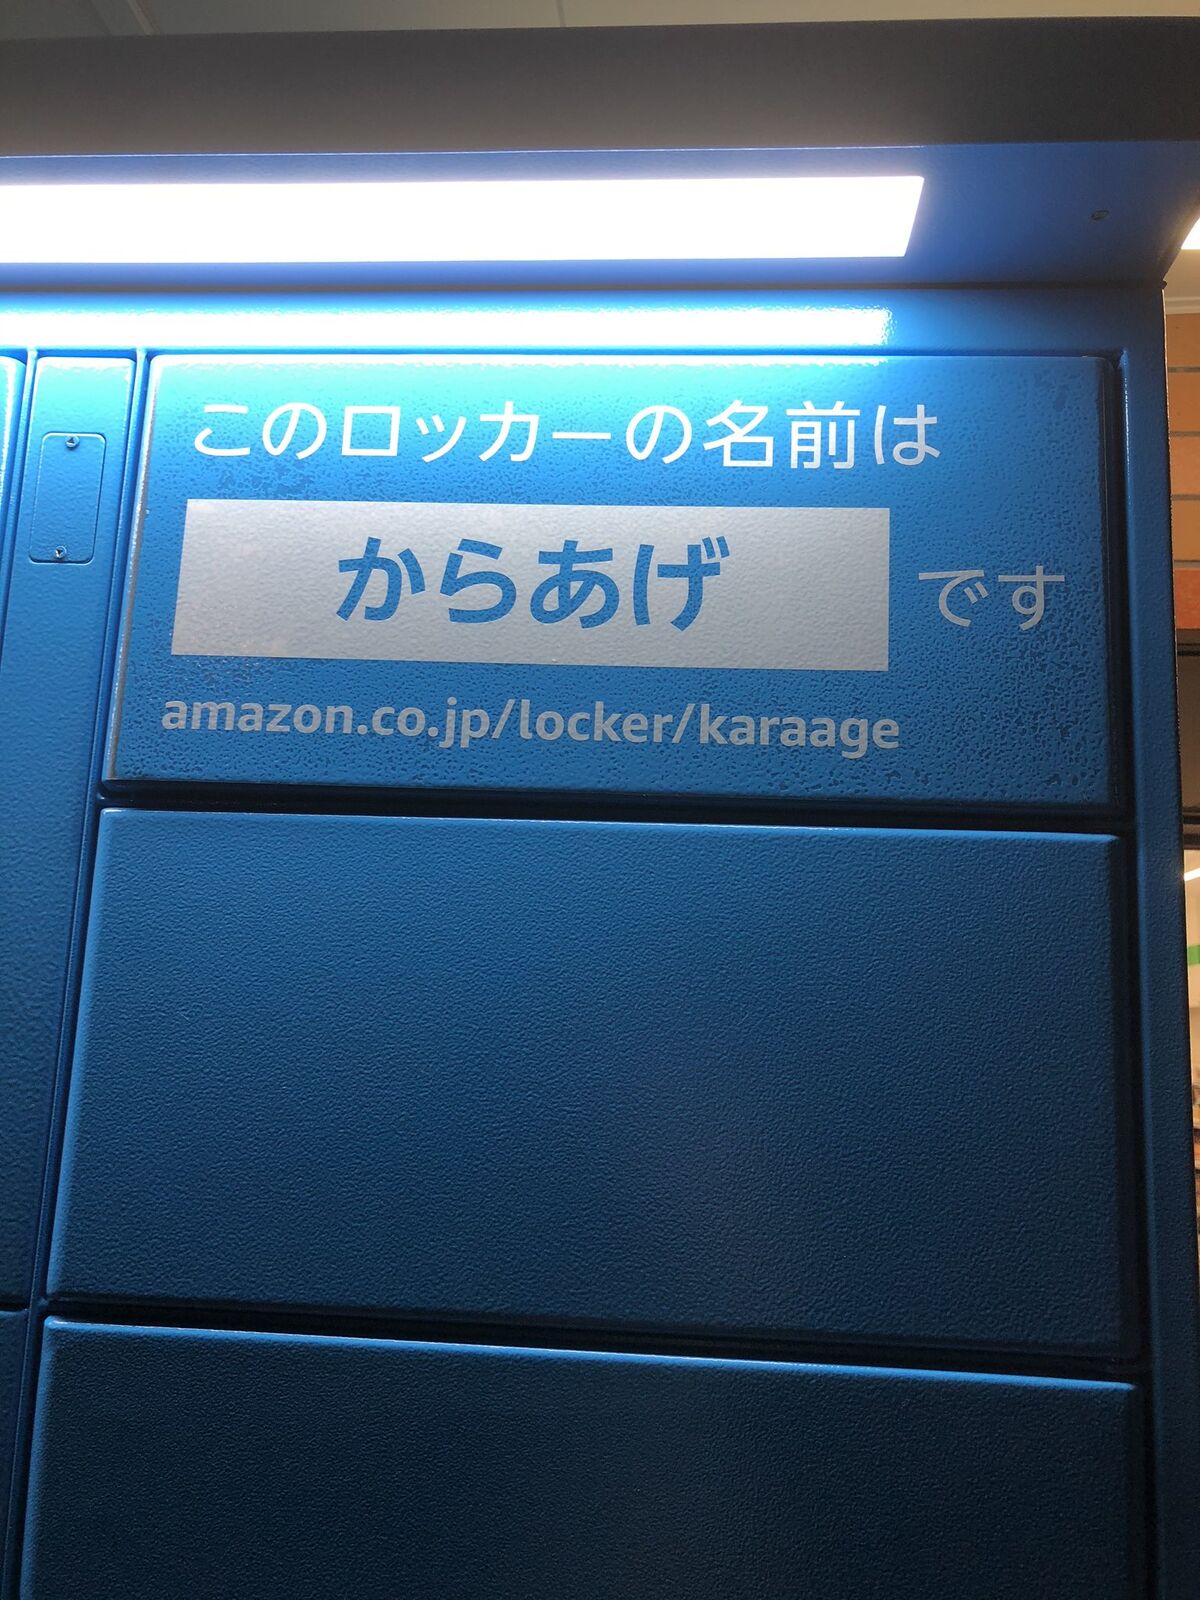 このロッカーの名前は
からあげ です
amazon.co.jp/locker/karaage